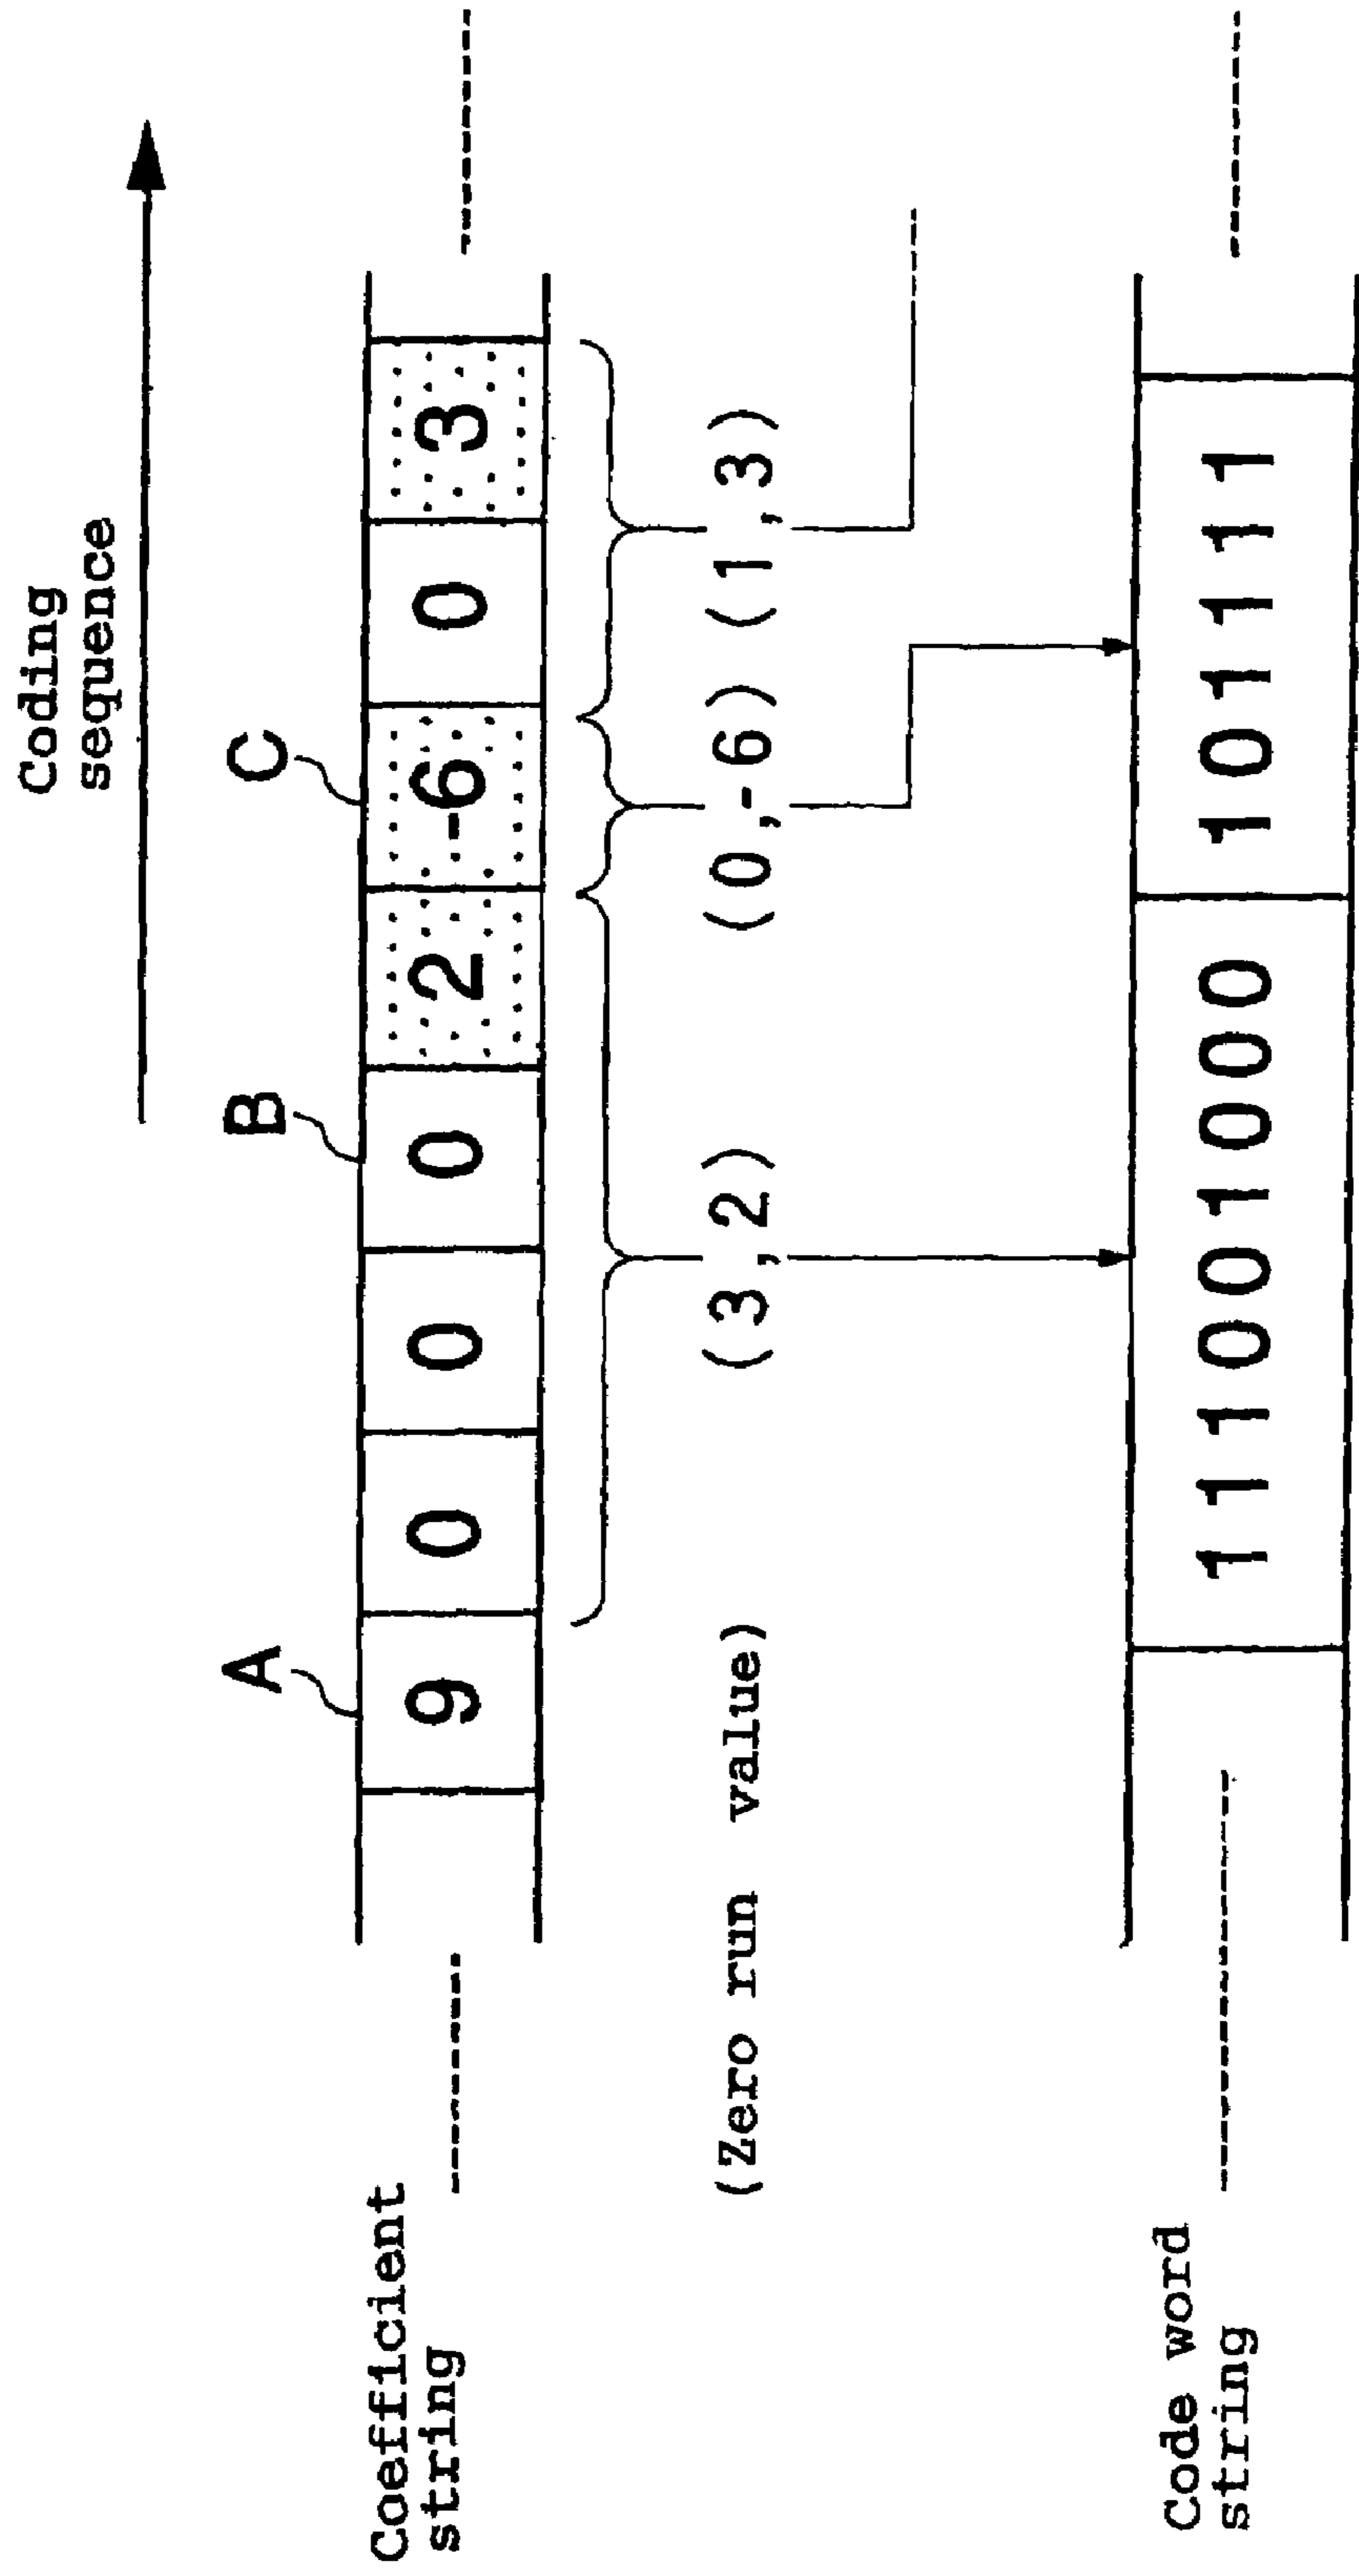 Coding
sequence
A B C
Coefficient
string
9 0 0 0 2 -6 0 3
(Zero run value) (3,2) (0,-6) (1,3)
Code word
string
1110010000 101111